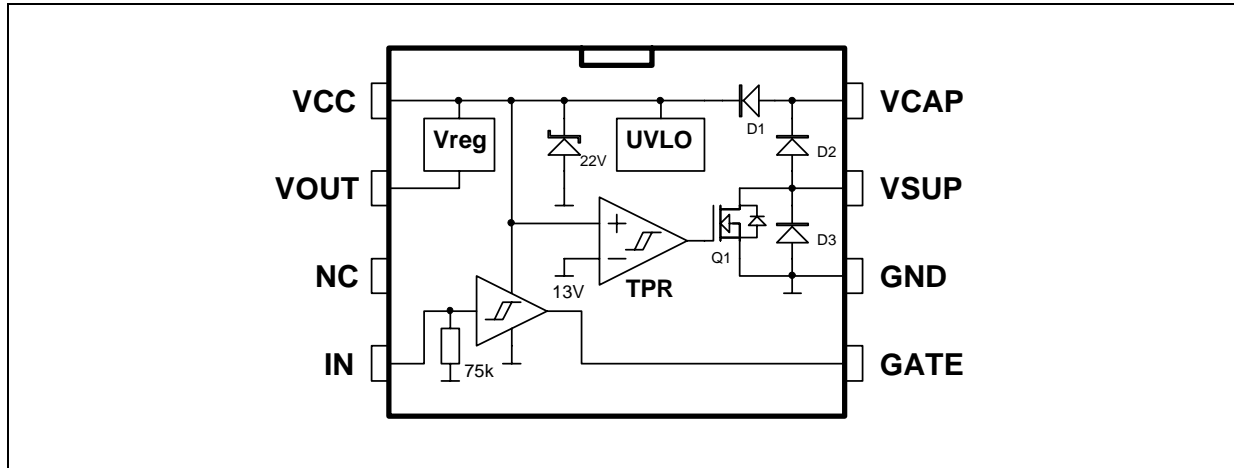 VCC
VCAP
D1
Vreg
22V
UVLO
D2
VOUT
VSUP
D3
Q1
NC
13V
TPR
GND
IN
75k
GATE